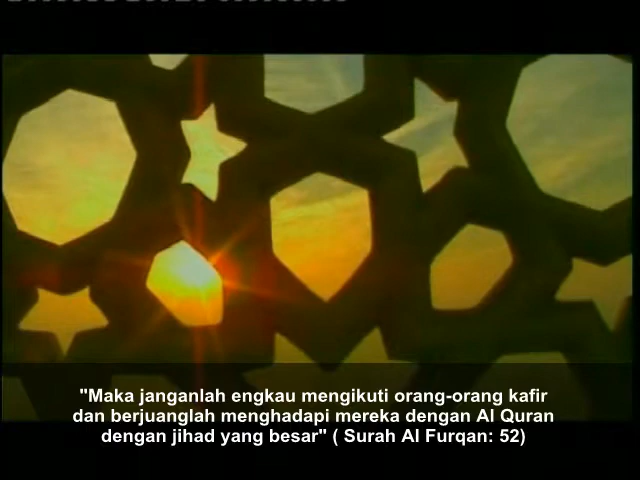 "Maka janganlah engkau mengikuti orang-orang kafir
dan berjuanglah menghadapi mereka dengan Al Quran
dengan jihad yang besar" ( Surah Al Furqan: 52)